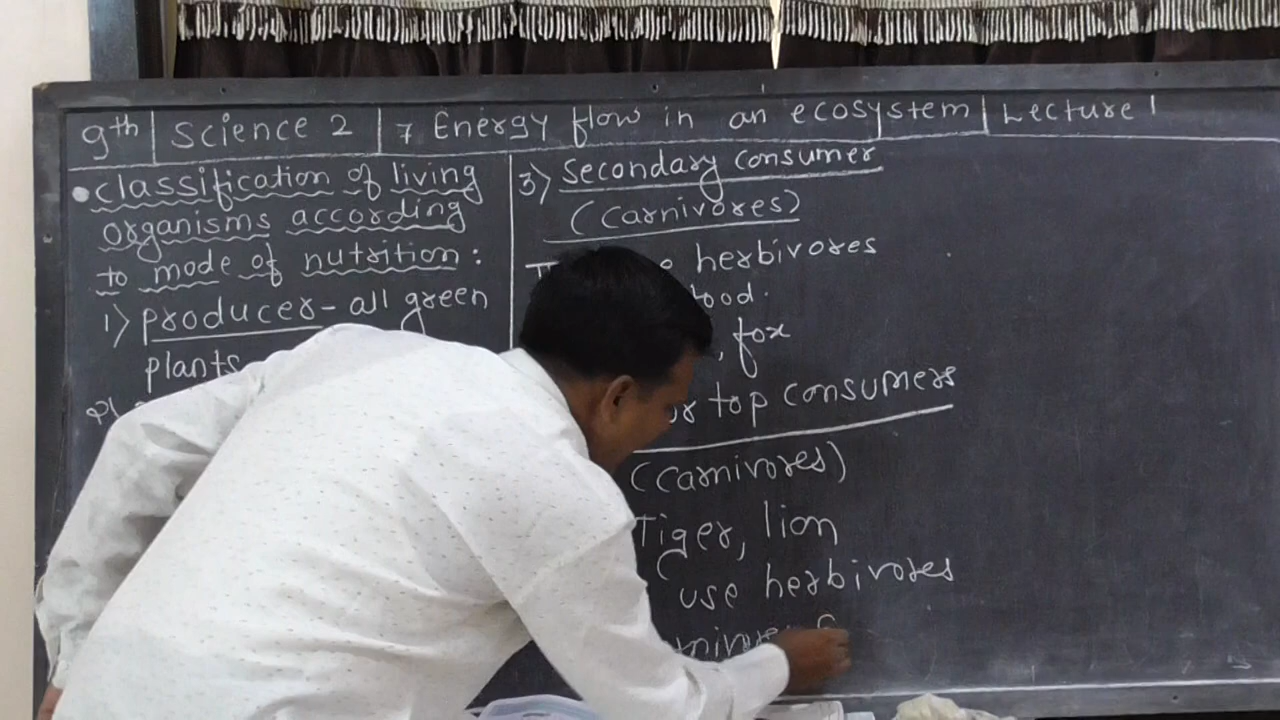 9th | Science 2 | 7 Energy flow in an ecosystem | Lecture 1
• Classification of living
organisms according
to mode of nutrition:
1) producer - all green
plants
3) Secondary consumer
(Carnivores)
herbivores
food.
, fox
or top consumers
(Carnivores)
Tiger, lion
use herbivores